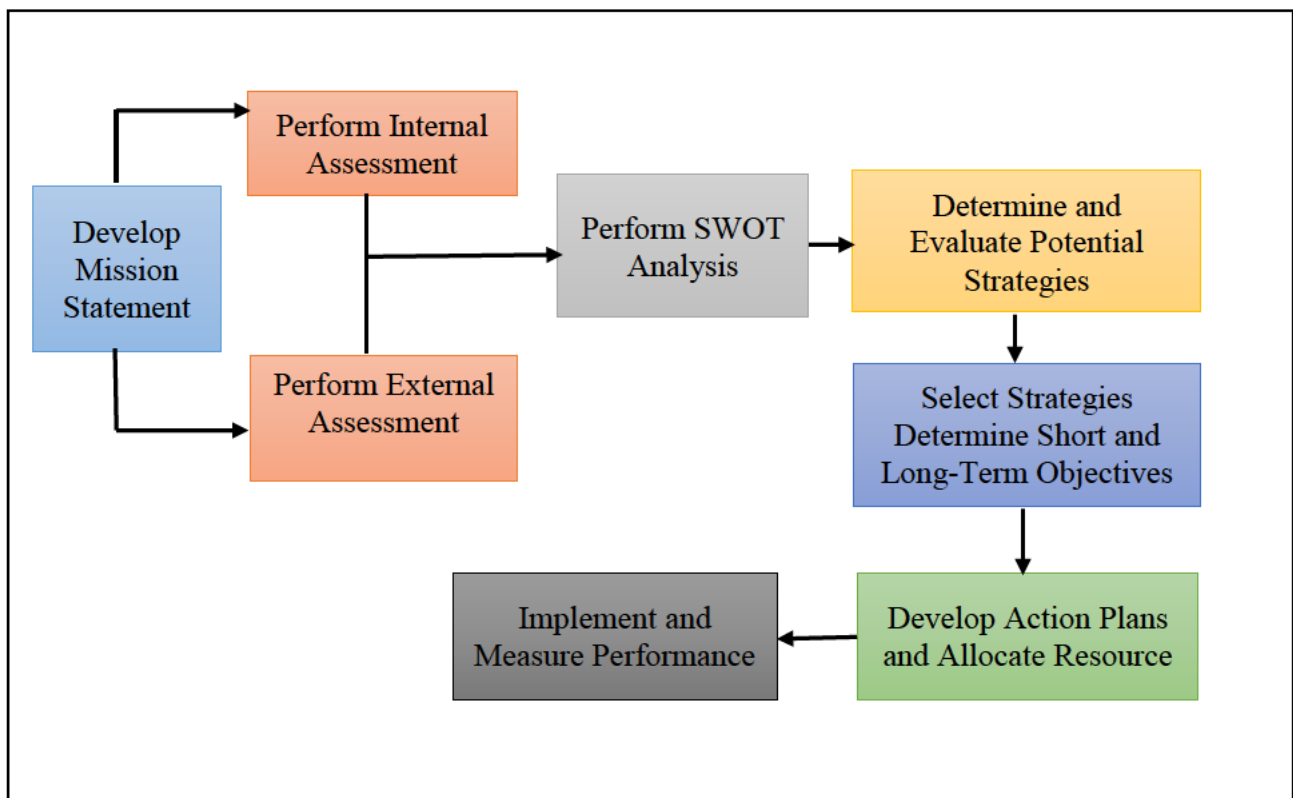 Perform Internal
Assessment
Develop
Mission
Statement
Perform External
Assessment
Perform SWOT
Analysis
Determine and
Evaluate Potential
Strategies
Select Strategies
Determine Short and
Long-Term Objectives
Develop Action Plans
and Allocate Resource
Implement and
Measure Performance